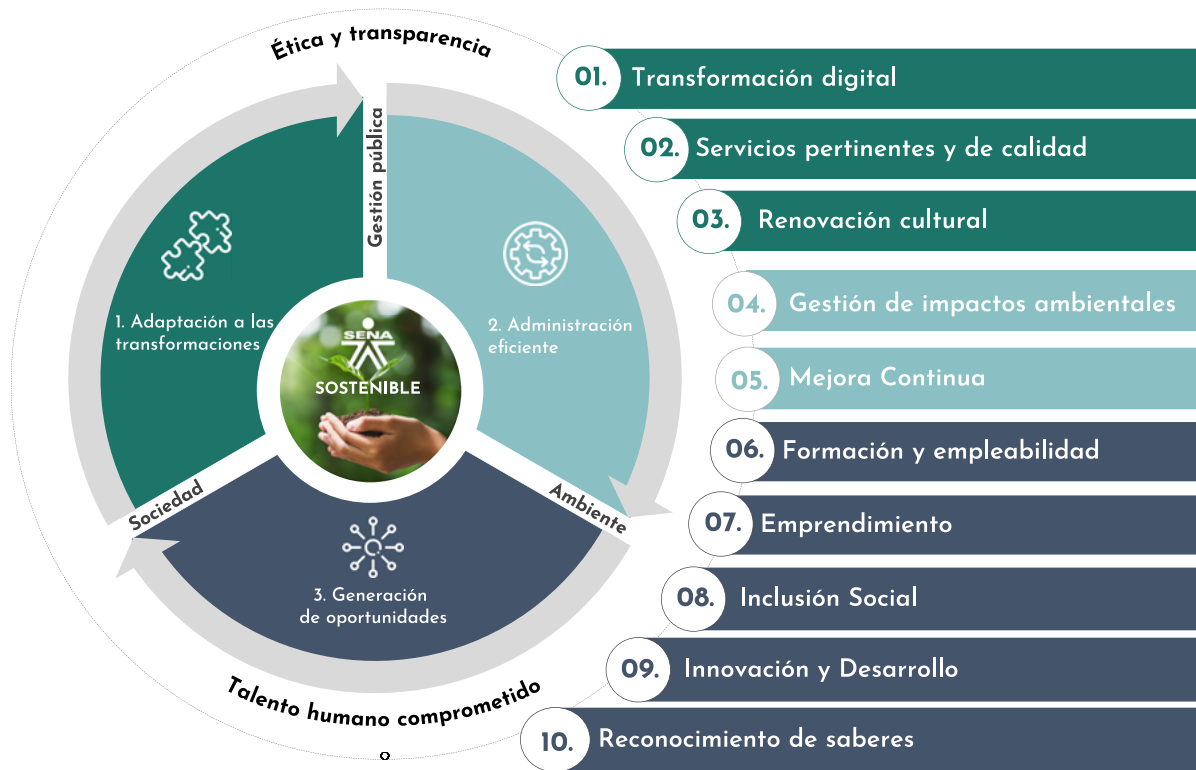 Ética y transparencia
Gestión pública
1. Adaptación a las
transformaciones
2. Administración
eficiente
SENA
SOSTENIBLE
Sociedad
Ambiente
3. Generación
de oportunidades
Talento humano comprometido
01. Transformación digital
02. Servicios pertinentes y de calidad
03. Renovación cultural
04. Gestión de impactos ambientales
05. Mejora Continua
06. Formación y empleabilidad
07. Emprendimiento
08. Inclusión Social
09. Innovación y Desarrollo
10. Reconocimiento de saberes